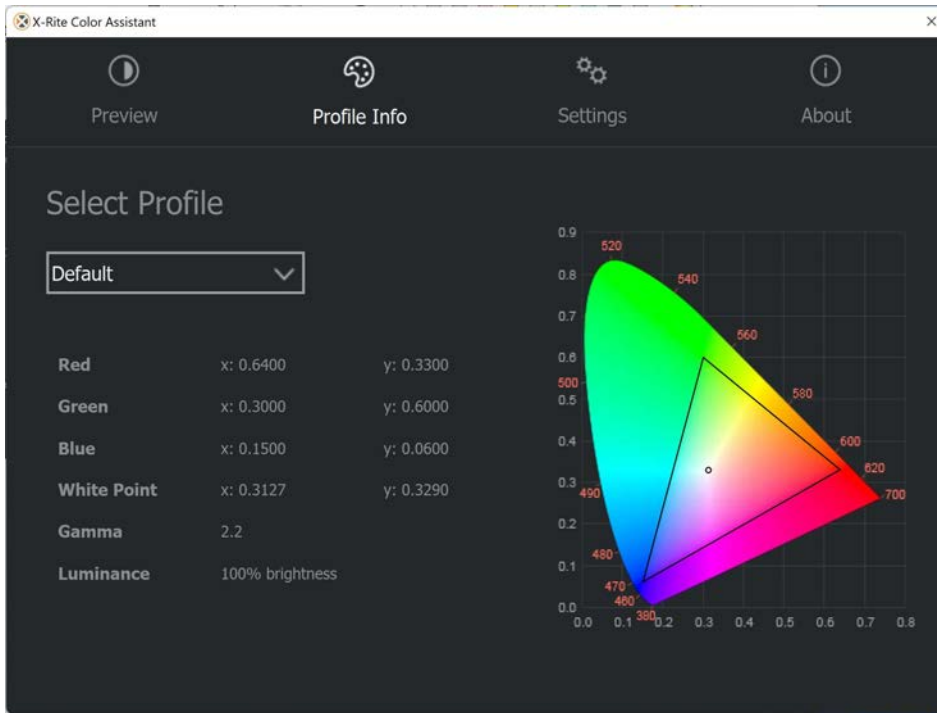 X-Rite Color Assistant
Preview
Profile Info
Settings
About
Select Profile
Default
Red x: 0.6400 y: 0.3300
Green x: 0.3000 y: 0.6000
Blue x: 0.1500 y: 0.0600
White Point x: 0.3127 y: 0.3290
Gamma 2.2
Luminance 100% brightness
0.9
0.8
0.7
0.6
0.5
0.4
0.3
0.2
0.1
0.0
520
540
560
580
600
620
700
500
490
480
470
460
380
0.0 0.1 0.2 0.3 0.4 0.5 0.6 0.7 0.8